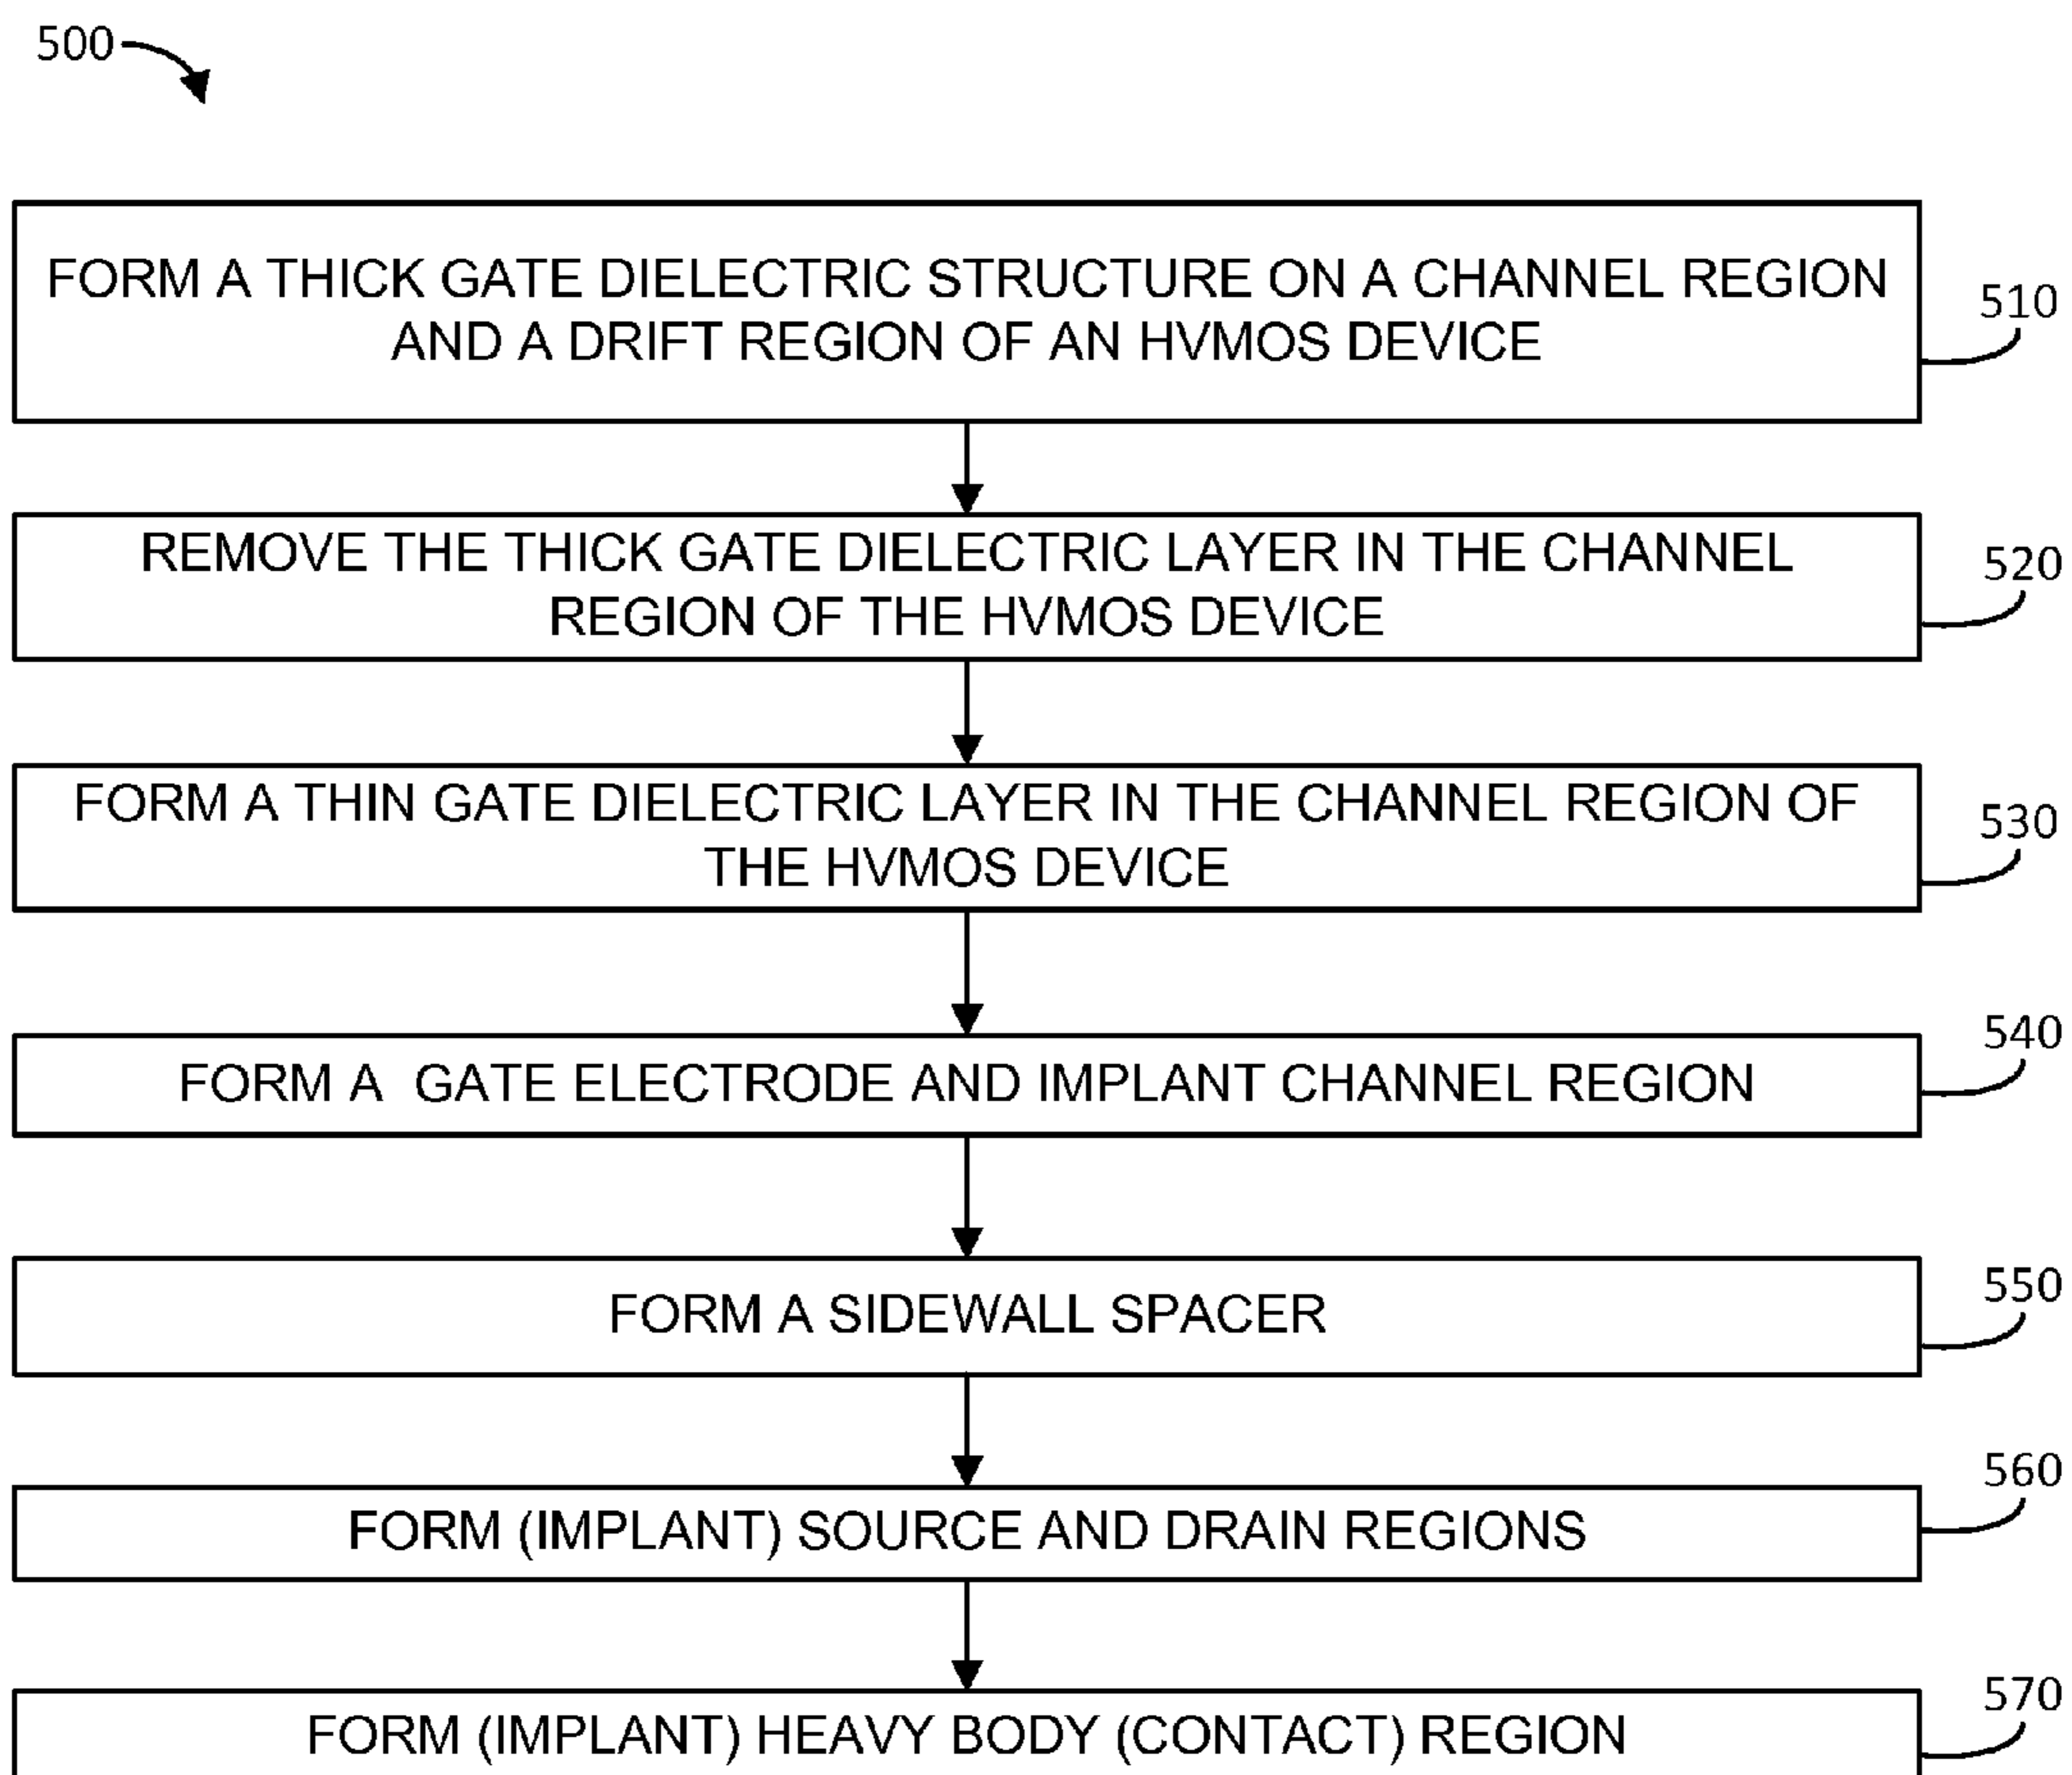 500
FORM A THICK GATE DIELECTRIC STRUCTURE ON A CHANNEL REGION
AND A DRIFT REGION OF AN HVMOS DEVICE
510
REMOVE THE THICK GATE DIELECTRIC LAYER IN THE CHANNEL
REGION OF THE HVMOS DEVICE
520
FORM A THIN GATE DIELECTRIC LAYER IN THE CHANNEL REGION OF
THE HVMOS DEVICE
530
FORM A GATE ELECTRODE AND IMPLANT CHANNEL REGION
540
FORM A SIDEWALL SPACER
550
FORM (IMPLANT) SOURCE AND DRAIN REGIONS
560
FORM (IMPLANT) HEAVY BODY (CONTACT) REGION
570